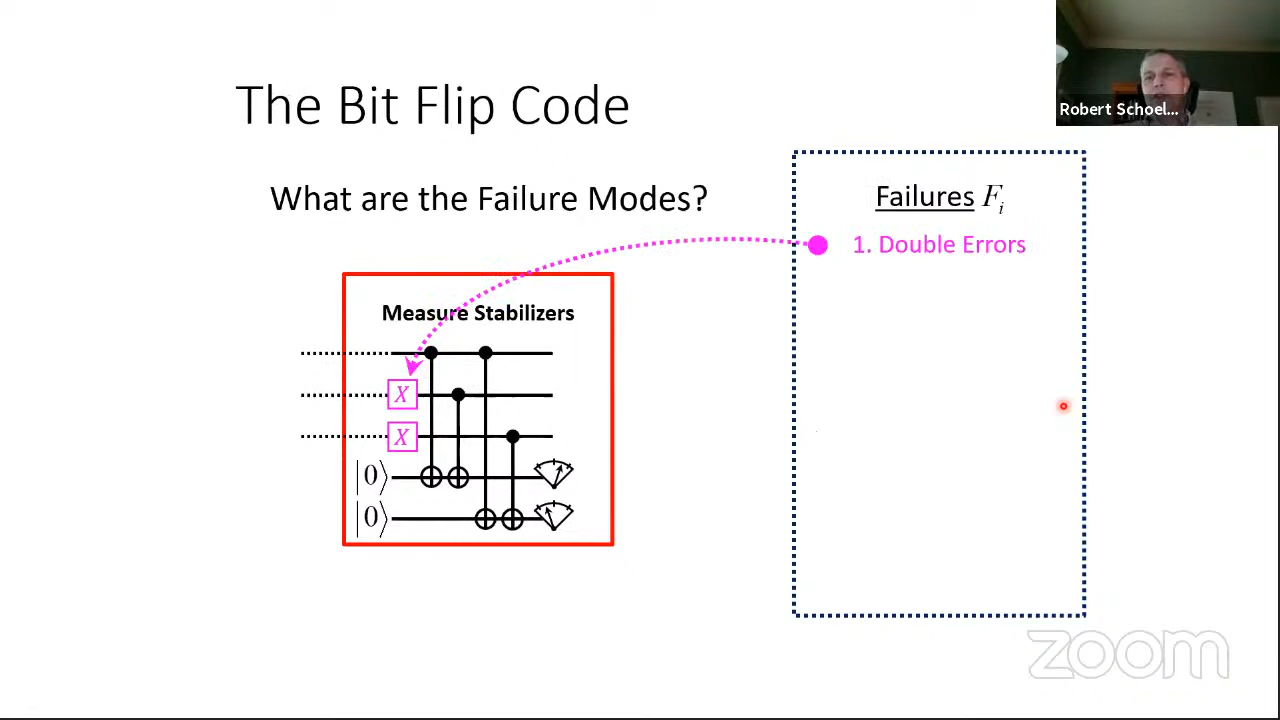 Robert Schoel...
The Bit Flip Code
What are the Failure Modes?
Failures Fᵢ
1. Double Errors
Measure Stabilizers
X
X
|0⟩
|0⟩
zoom